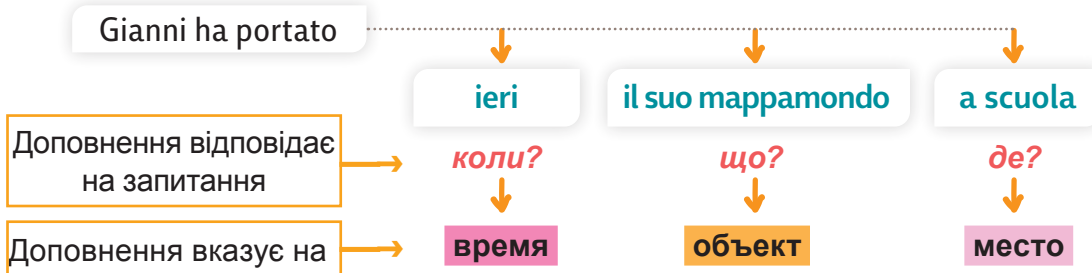 Gianni ha portato
ieri
il suo mappamondo
a scuola
Доповнення відповідає
на запитання
коли?
що?
де?
Доповнення вказує на
время
объект
место